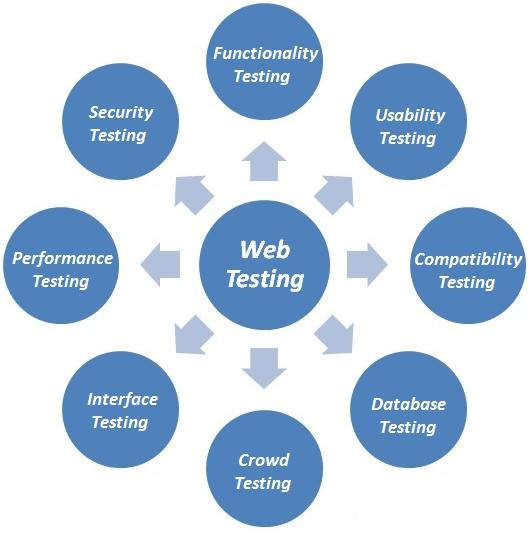 Functionality
Testing
Security
Testing
Usability
Testing
Performance
Testing
Web
Testing
Compatibility
Testing
Interface
Testing
Database
Testing
Crowd
Testing